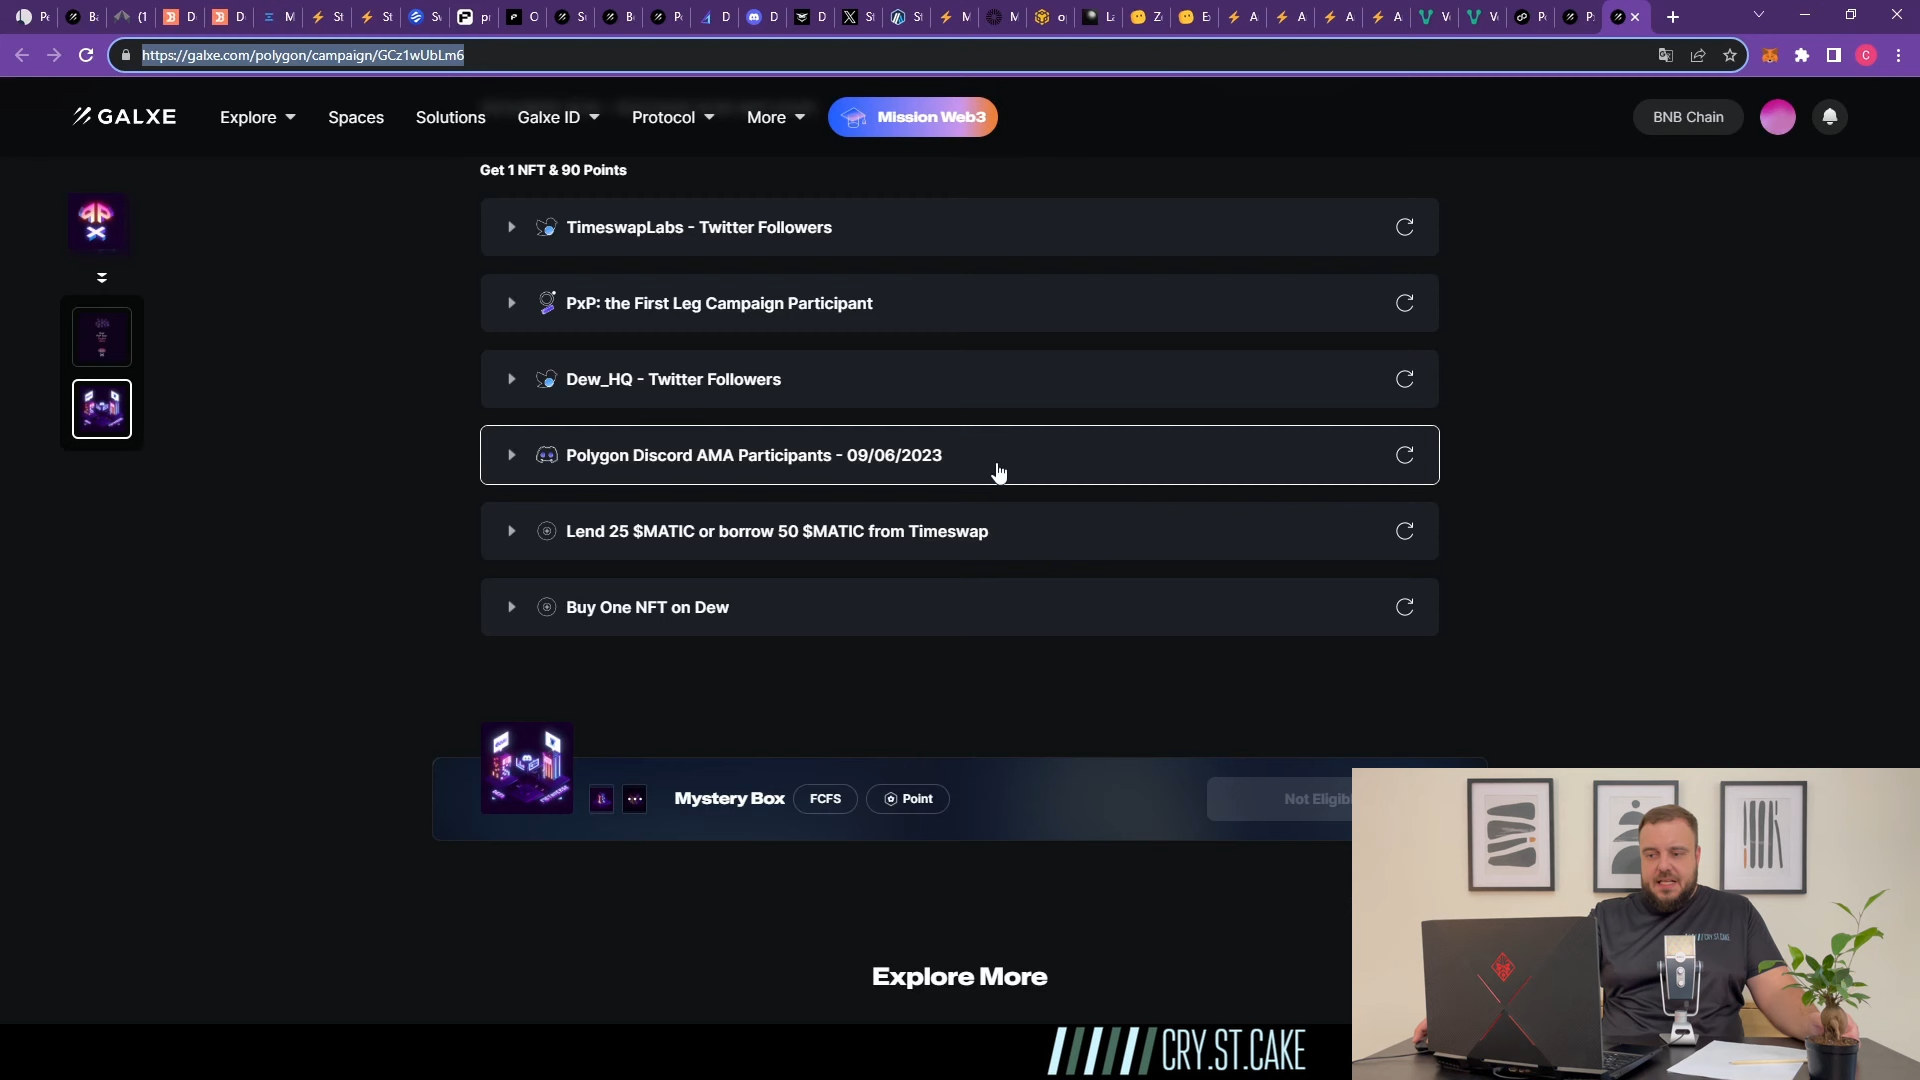 https://galxe.com/polygon/campaign/GCz1wUbLm6
GALXE
Explore
Spaces
Solutions
Galxe ID
Protocol
More
Mission Web3
BNB Chain
Get 1 NFT & 90 Points
TimeswapLabs - Twitter Followers
PxP: the First Leg Campaign Participant
Dew_HQ - Twitter Followers
Polygon Discord AMA Participants - 09/06/2023
Lend 25 $MATIC or borrow 50 $MATIC from Timeswap
Buy One NFT on Dew
Mystery Box
FCFS
Point
Not Eligibl
Explore More
CRY.ST.CAKE